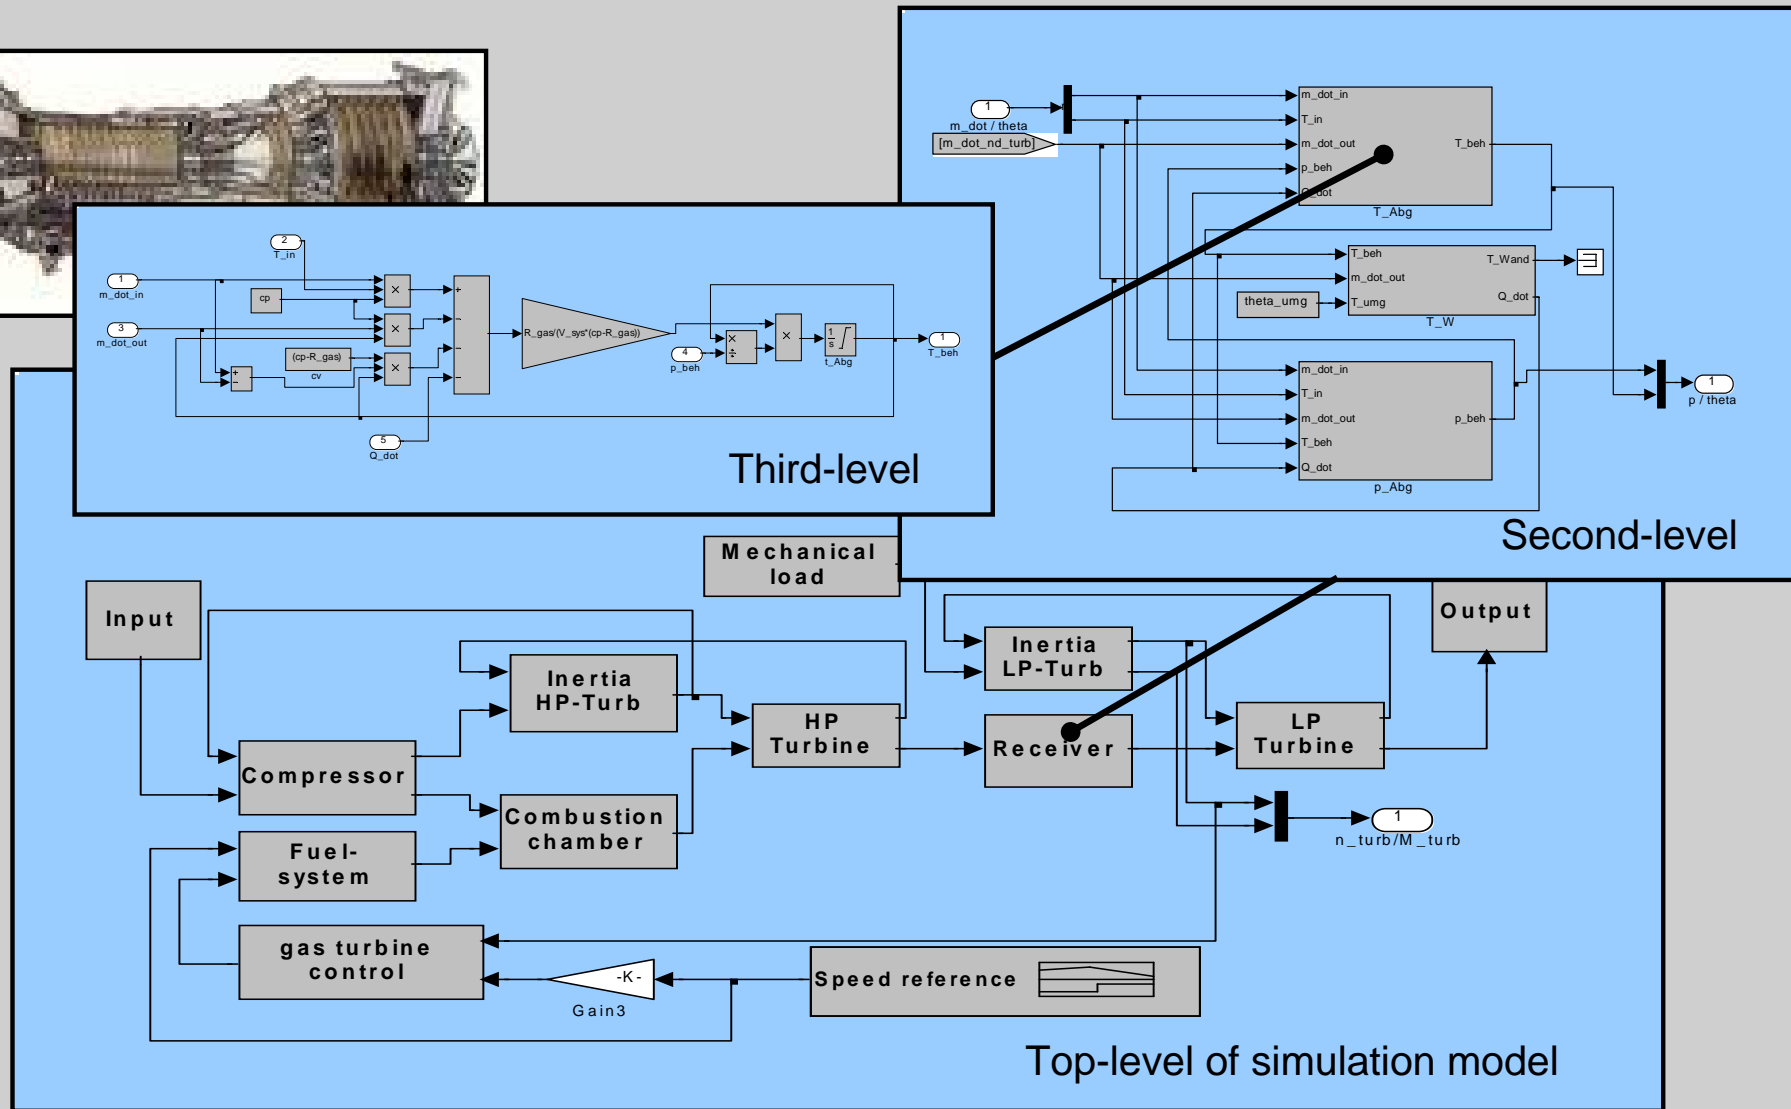 1
m_dot / theta
[m_dot_nd_turb]
m_dot_in
T_in
m_dot_out
p_beh
T_beh
T_Abg
T_beh
m_dot_out
T_umg
T_Wand
Q_dot
theta_umg
T_W
m_dot_in
T_in
m_dot_out
T_beh
Q_dot
p_beh
p_Abg
1
p / theta
Second-level
2
T_in
1
m_dot_in
cp
3
m_dot_out
(cp-R_gas)
cv
×
×
×
+
−
+
−
−
−
R_gas/(V_sys*(cp-R_gas))
4
p_beh
×
÷
×
1
s
t_Abg
1
T_beh
5
Q_dot
Third-level
Mechanical
load
Input
Output
Inertia
HP-Turb
Inertia
LP-Turb
HP
Turbine
Receiver
LP
Turbine
Compressor
Combustion
chamber
Fuel-
system
1
n_turb/M_turb
gas turbine
control
-K-
Gain3
Speed reference
Top-level of simulation model